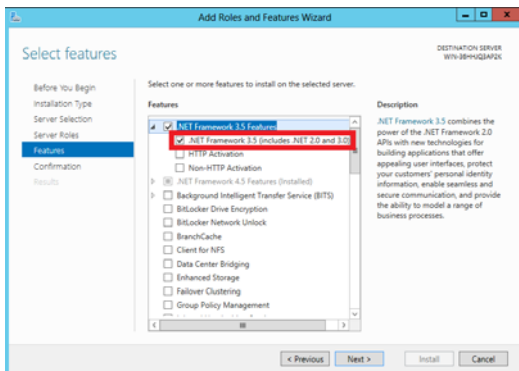 Add Roles and Features Wizard
Select features
DESTINATION SERVER
Before You Begin
Installation Type
Server Selection
Server Roles
Features
Confirmation
Results
Select one or more features to install on the selected server.
Features
.NET Framework 3.5 Features
.NET Framework 3.5 (includes .NET 2.0 and 3.0)
HTTP Activation
Non-HTTP Activation
.NET Framework 4.5 Features (Installed)
Background Intelligent Transfer Service (BITS)
BitLocker Drive Encryption
BitLocker Network Unlock
BranchCache
Client for NFS
Data Center Bridging
Enhanced Storage
Failover Clustering
Group Policy Management
Description
.NET Framework 3.5 combines the
power of the .NET Framework 2.0
APIs with new technologies for
building applications that offer
appealing user interfaces, protect
your customers' personal identity
information, enable seamless and
secure communication, and provide
the ability to model a range of
business processes.
< Previous
Next >
Install
Cancel